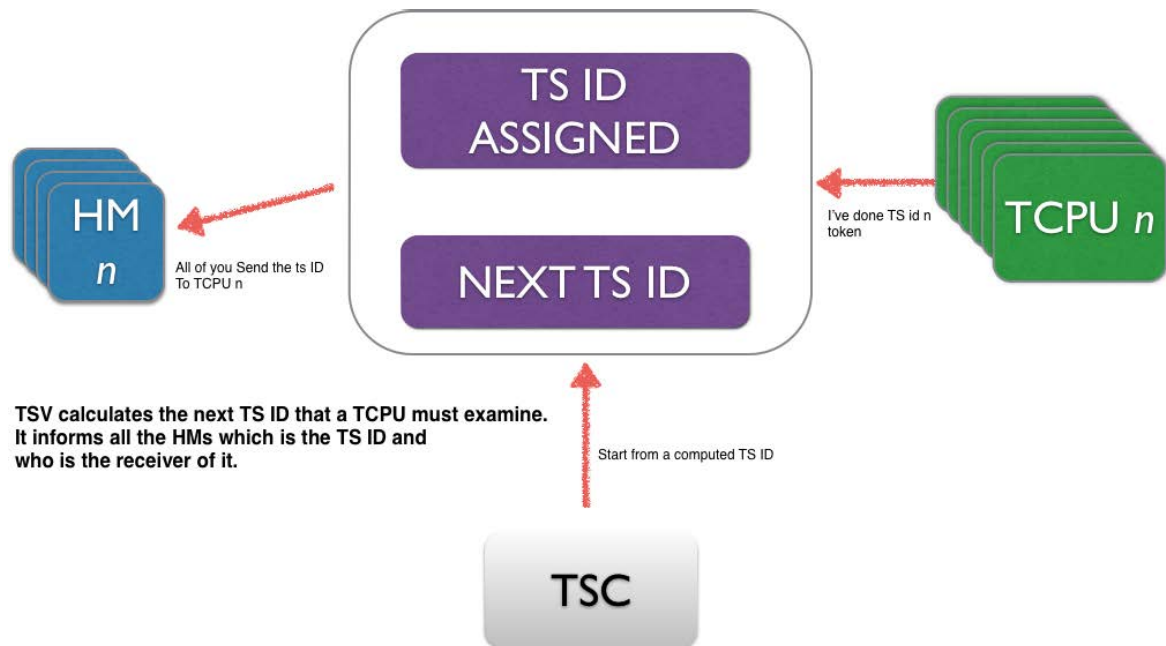 TS ID
ASSIGNED
HM
n
All of you Send the ts ID
To TCPU n
I've done TS id n
token
TCPU n
NEXT TS ID
TSV calculates the next TS ID that a TCPU must examine.
It informs all the HMs which is the TS ID and
who is the receiver of it.
Start from a computed TS ID
TSC